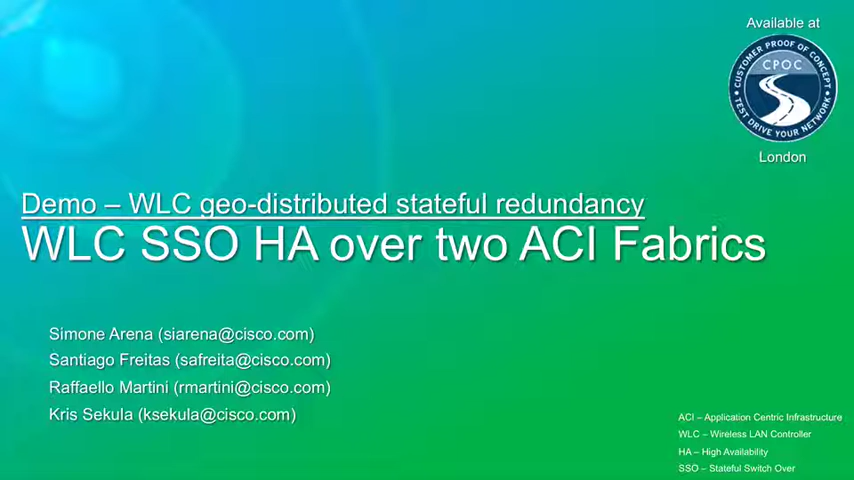 Available at
CUSTOMER PROOF OF CONCEPT
CPOC
TEST DRIVE YOUR NETWORK
London
Demo – WLC geo-distributed stateful redundancy
WLC SSO HA over two ACI Fabrics
Simone Arena (siarena@cisco.com)
Santiago Freitas (safreita@cisco.com)
Raffaello Martini (rmartini@cisco.com)
Kris Sekula (ksekula@cisco.com)
ACI – Application Centric Infrastructure
WLC – Wireless LAN Controller
HA – High Availability
SSO – Stateful Switch Over